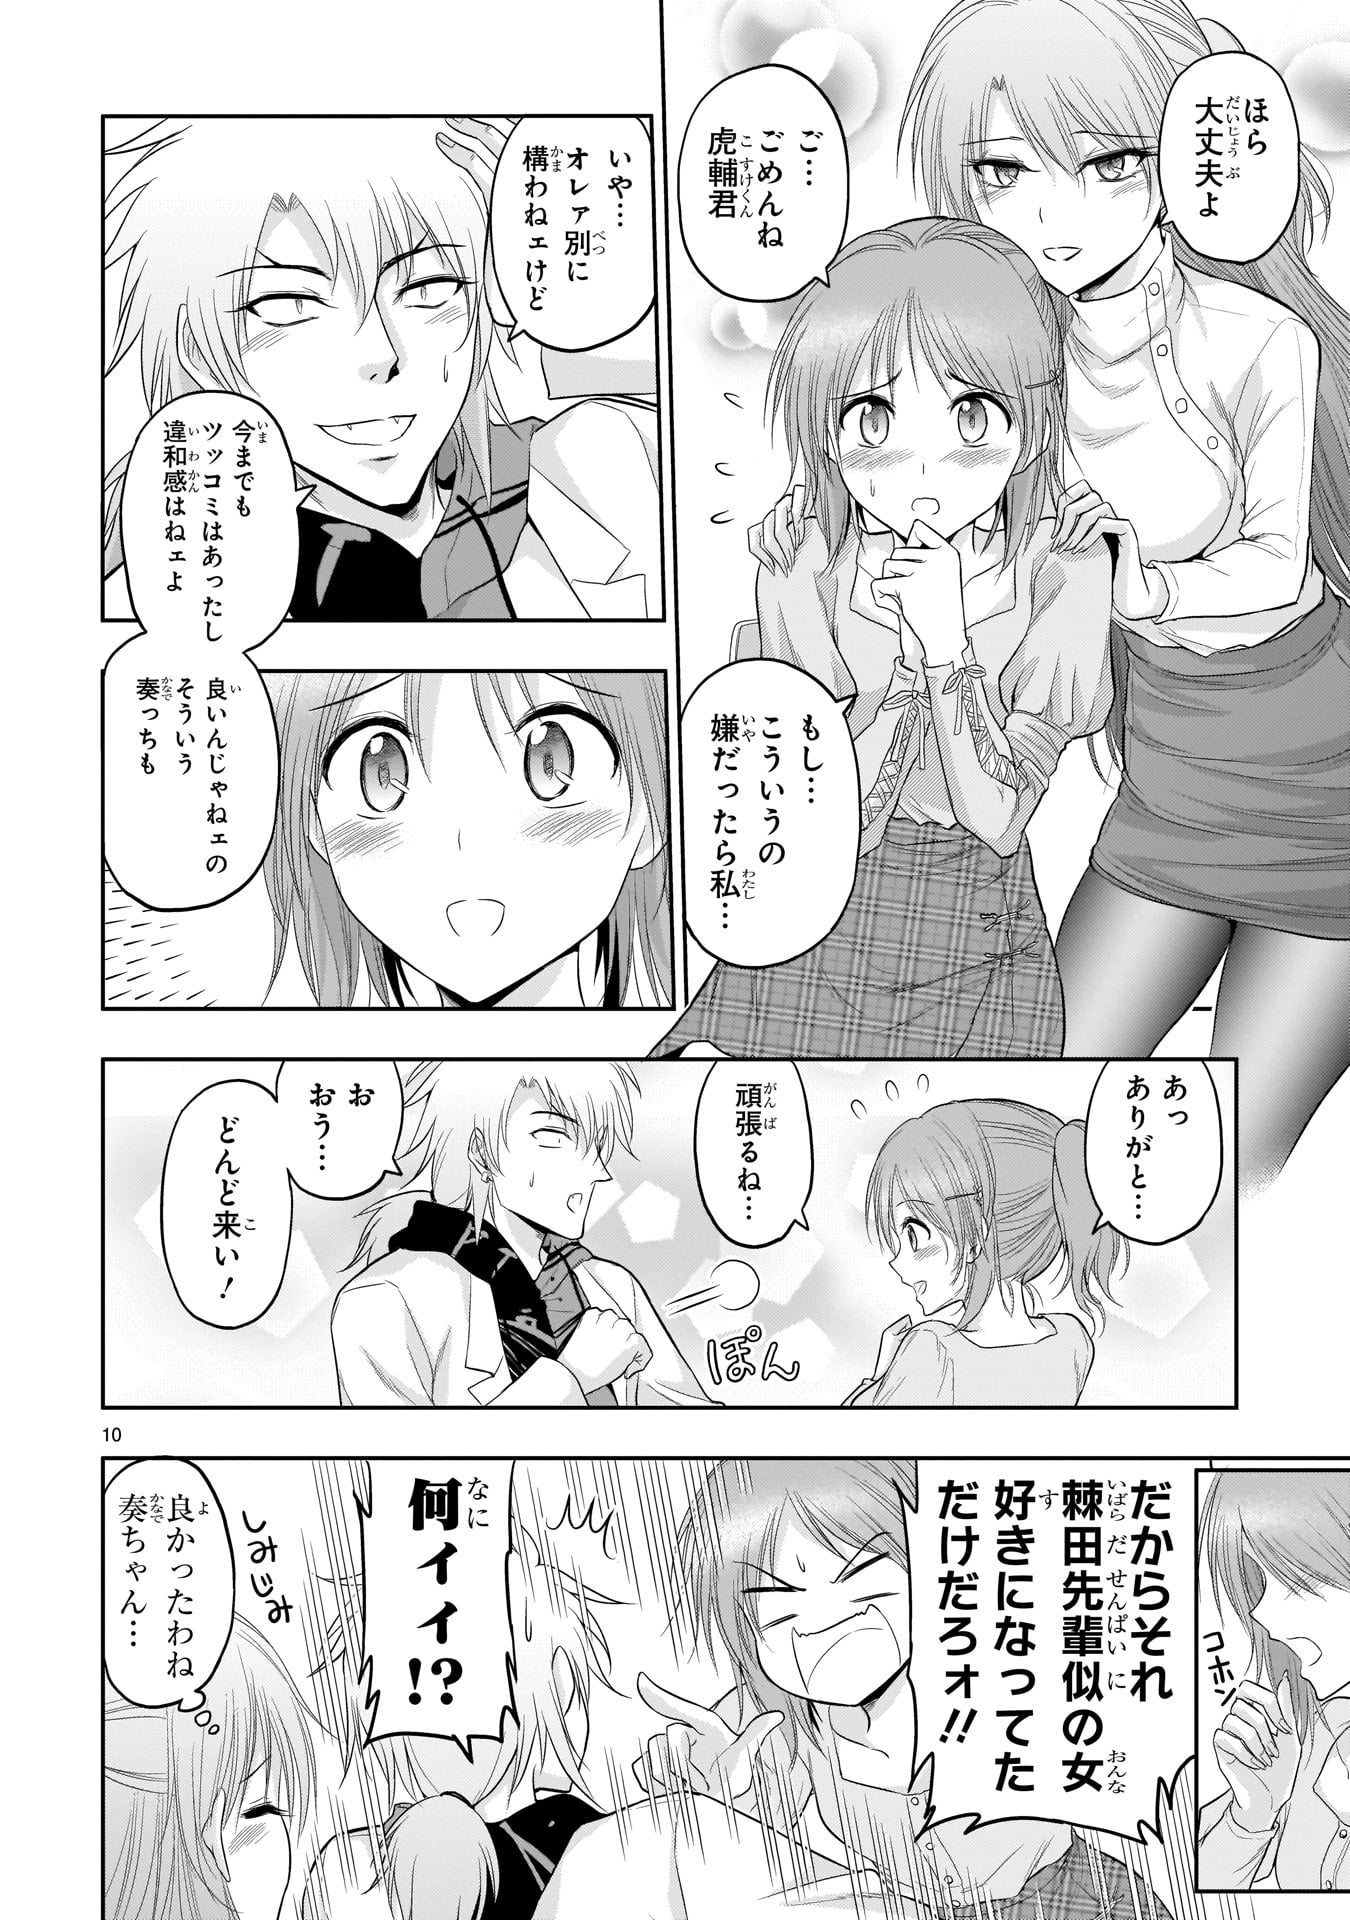 ほら
大丈夫よ
ご…
ごめんね
虎輔君
もし…
こういうの
嫌だったら私…
いや…
オレァ別に
構わねェけど
今までも
ツッコミはあったし
違和感はねェよ
良いんじゃねェの
そういう
奏っちも
あっ
ありがと…
頑張るね…
ぽん
お
おう…
どんど来い!
コホン
だからそれ
棘田先輩似の女
好きになってた
だけだろォ!!
何ィィ!?
しみじみ
良かったわね
奏ちゃん…
10